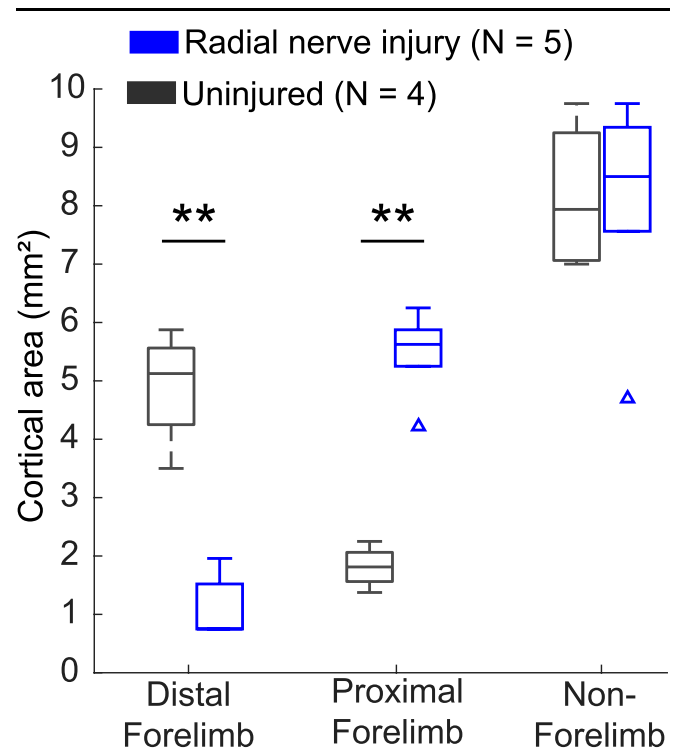 Radial nerve injury (N = 5)
Uninjured (N = 4)
Cortical area (mm²)
10
9
8
7
6
5
4
3
2
1
0
**
**
Distal
Forelimb
Proximal
Forelimb
Non-
Forelimb